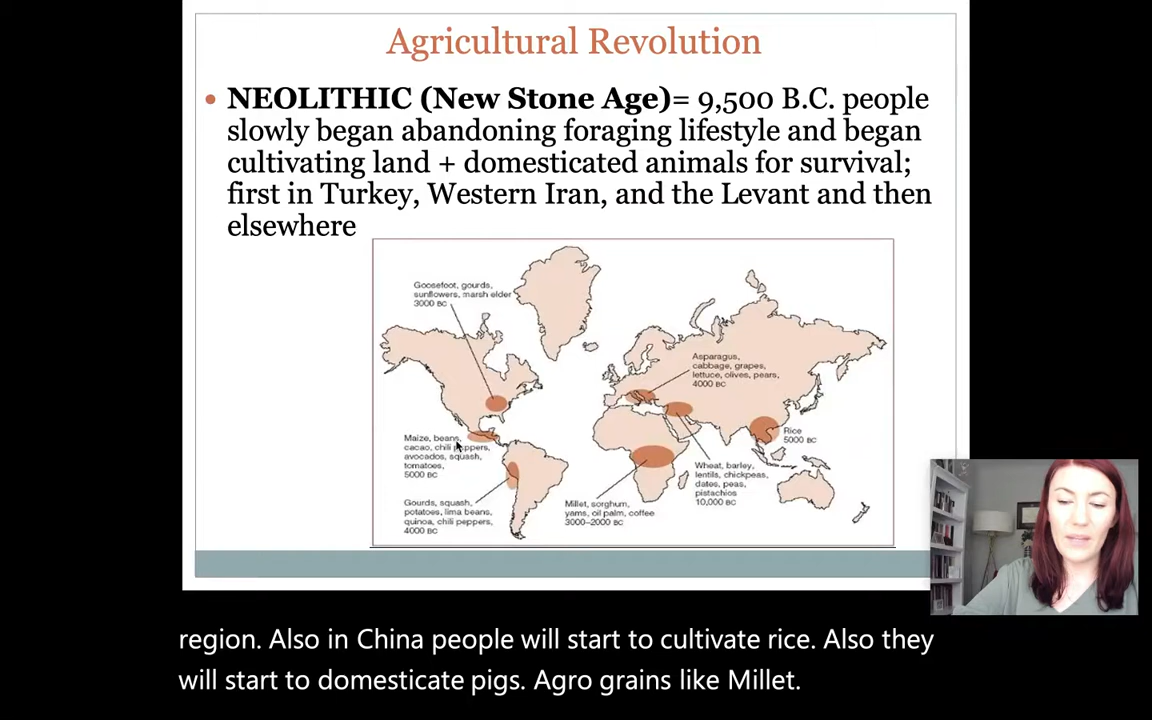 Agricultural Revolution
• NEOLITHIC (New Stone Age)= 9,500 B.C. people
slowly began abandoning foraging lifestyle and began
cultivating land + domesticated animals for survival;
first in Turkey, Western Iran, and the Levant and then
elsewhere
Goosefoot, gourds,
sunflowers, marsh elder
3000 BC
Asparagus,
cabbage, grapes,
lettuce, olives, pears,
4000 BC
Rice
5000 BC
Maize, beans,
cacao, chili peppers,
avocados, squash,
tomatoes,
5000 BC
Wheat, barley,
lentils, chickpeas,
dates, peas,
pistachios
10,000 BC
Gourds, squash,
potatoes, lima beans,
quinoa, chili peppers,
4000 BC
Millet, sorghum,
yams, oil palm, coffee
3000–2000 BC
region. Also in China people will start to cultivate rice. Also they
will start to domesticate pigs. Agro grains like Millet.